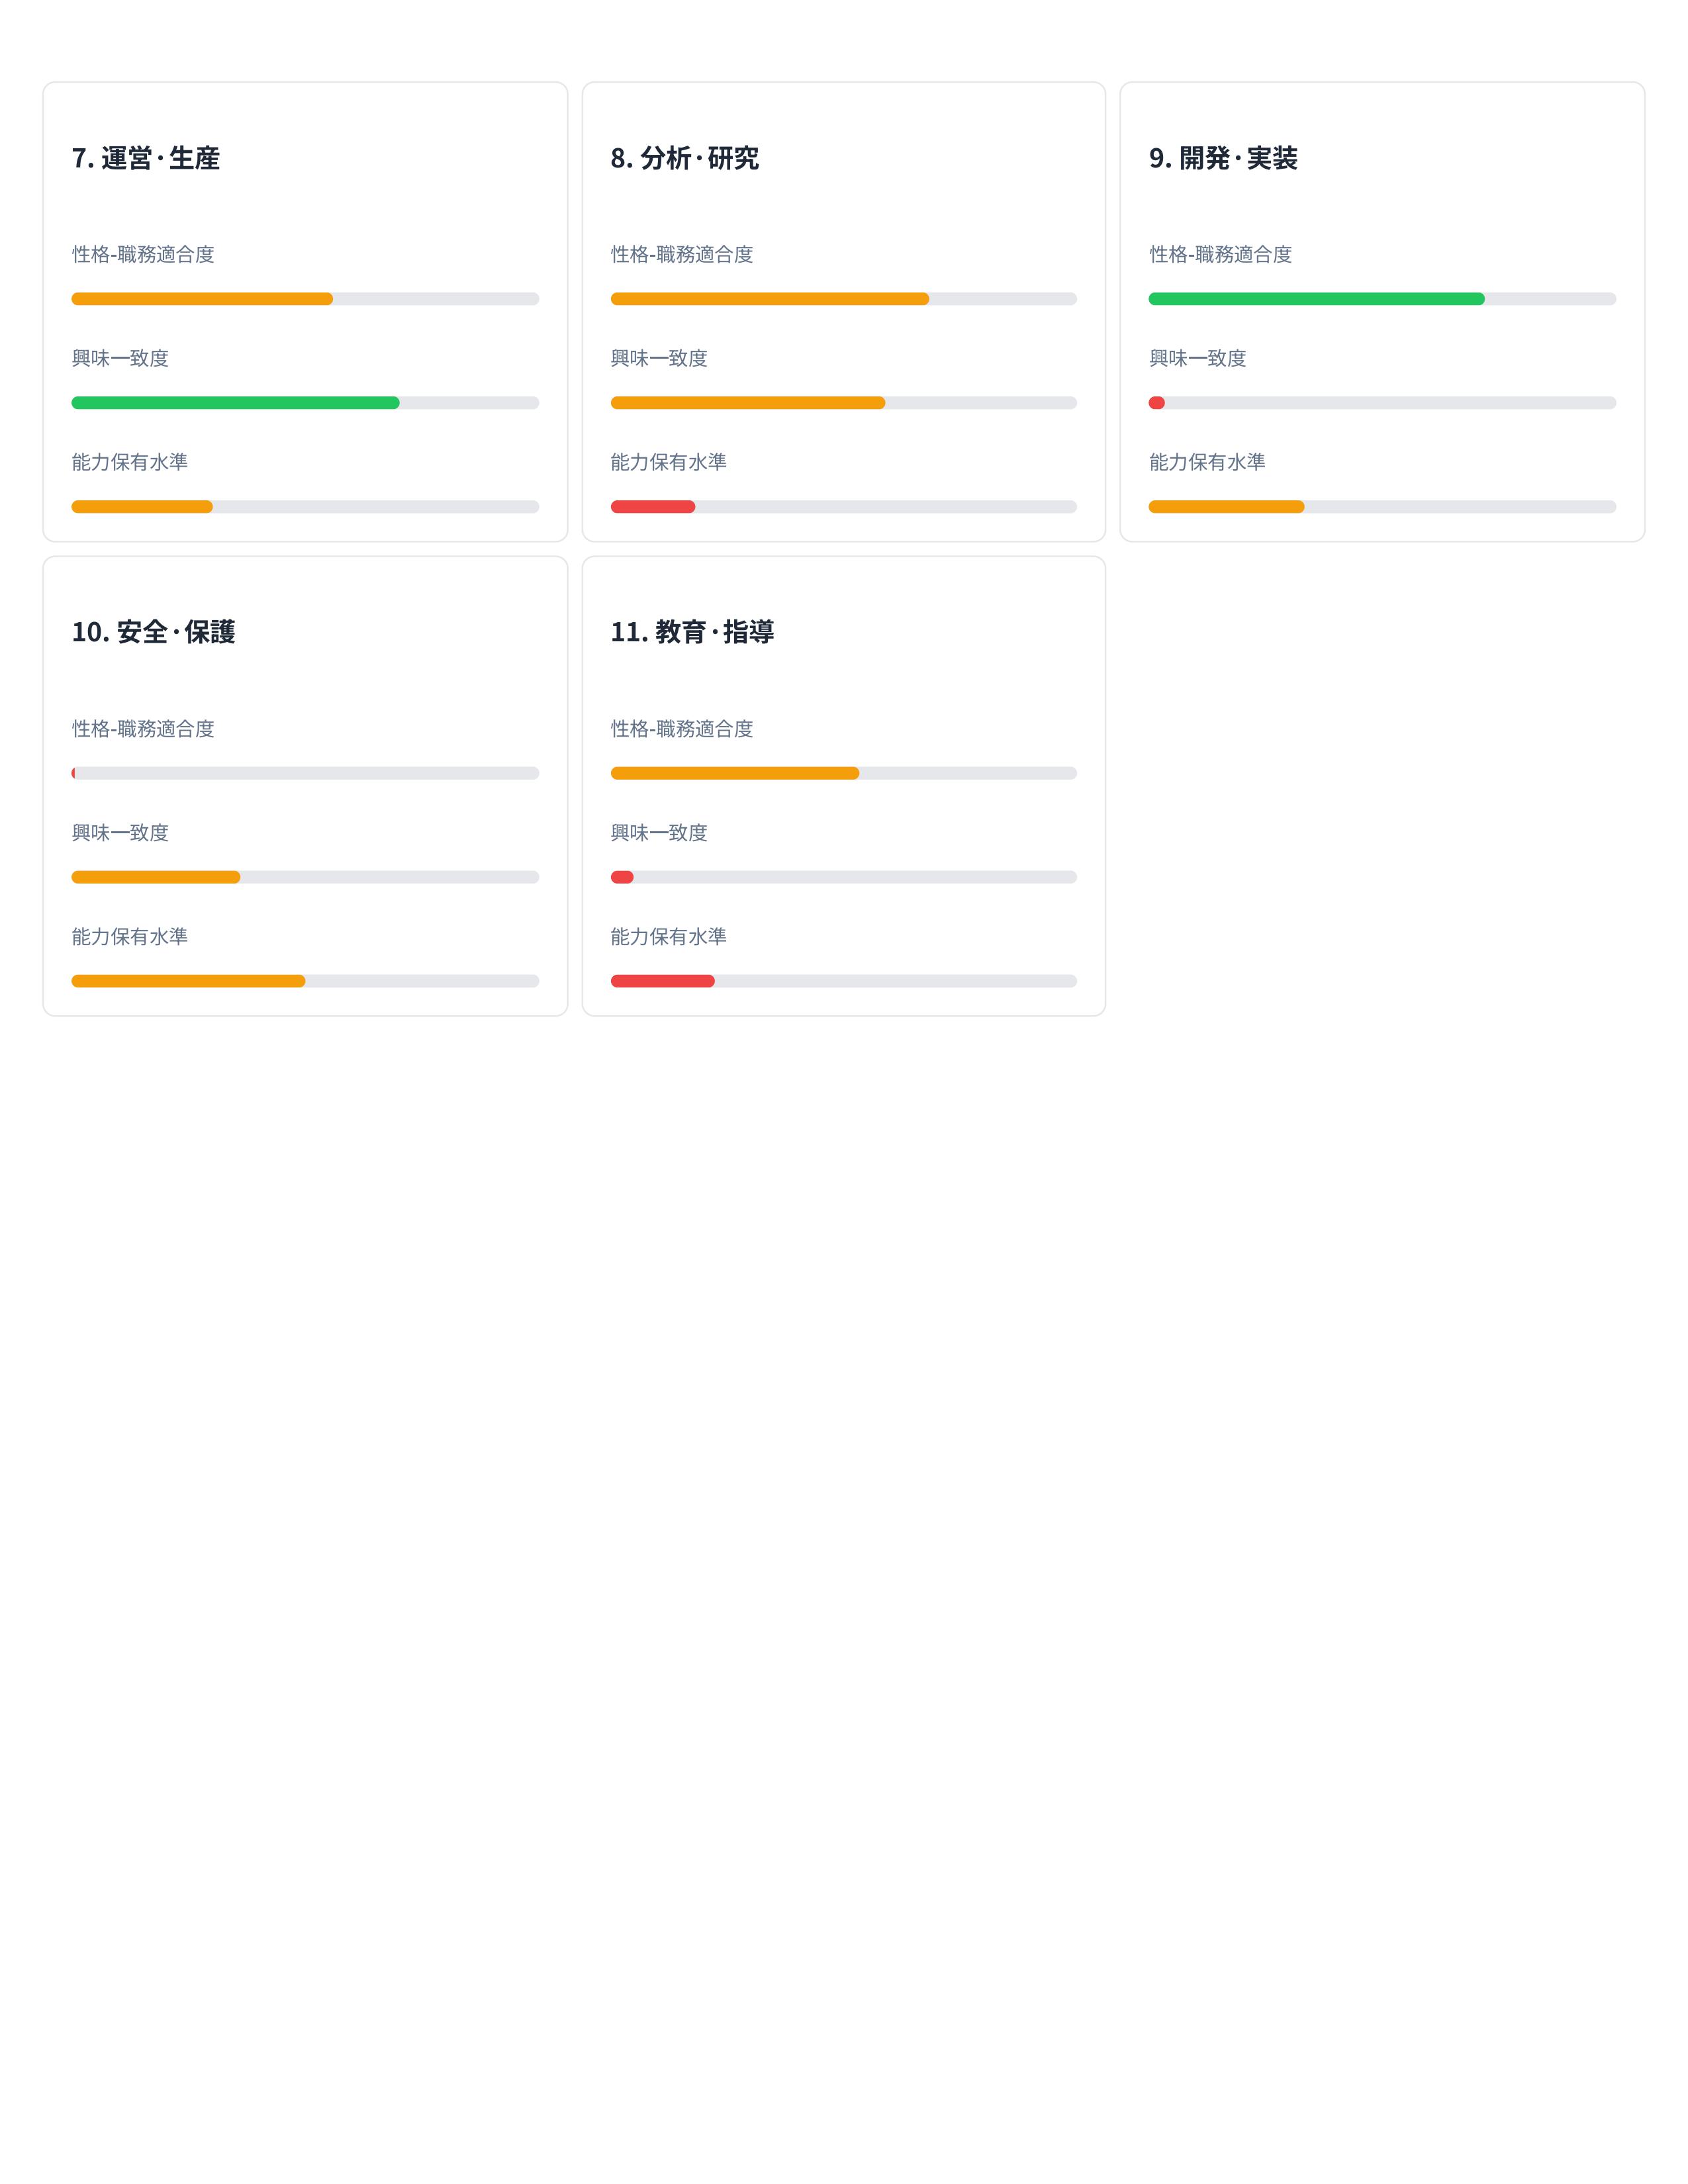 7. 運営·生産
性格-職務適合度
興味一致度
能力保有水準
8. 分析·研究
性格-職務適合度
興味一致度
能力保有水準
9. 開発·実装
性格-職務適合度
興味一致度
能力保有水準
10. 安全·保護
性格-職務適合度
興味一致度
能力保有水準
11. 教育·指導
性格-職務適合度
興味一致度
能力保有水準